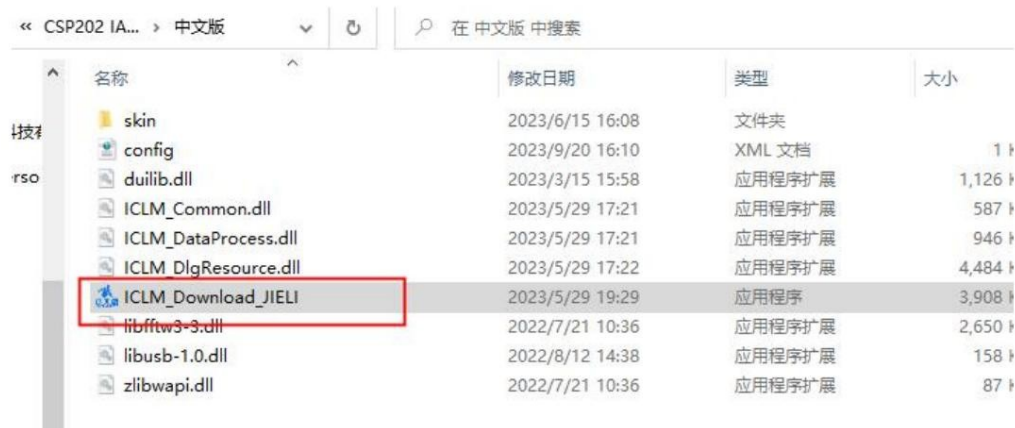 « CSP202 IA... › 中文版 在 中文版 中搜索
名称 修改日期 类型 大小
skin 2023/6/15 16:08 文件夹
config 2023/9/20 16:10 XML 文档 1
duilib.dll 2023/3/15 15:58 应用程序扩展 1,126
ICLM_Common.dll 2023/5/29 17:21 应用程序扩展 587
ICLM_DataProcess.dll 2023/5/29 17:21 应用程序扩展 946
ICLM_DlgResource.dll 2023/5/29 17:22 应用程序扩展 4,484
ICLM_Download_JIELI 2023/5/29 19:29 应用程序 3,908
libfftw3-3.dll 2022/7/21 10:36 应用程序扩展 2,650
libusb-1.0.dll 2022/8/12 14:38 应用程序扩展 158
zlibwapi.dll 2022/7/21 10:36 应用程序扩展 87